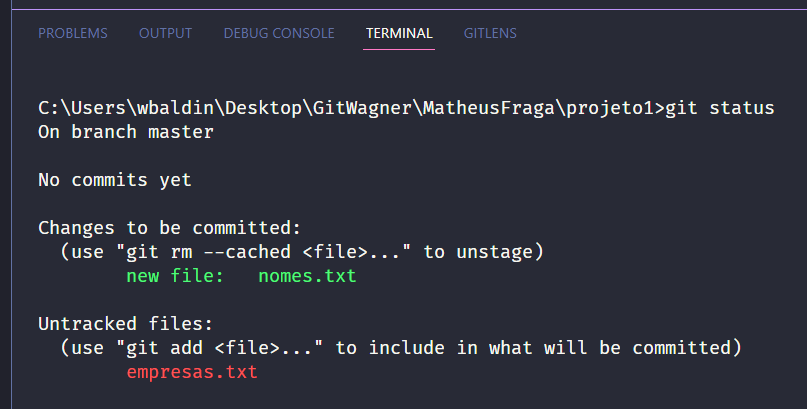 PROBLEMS OUTPUT DEBUG CONSOLE TERMINAL GITLENS
C:\Users\wbaldin\Desktop\GitWagner\MatheusFraga\projeto1>git status
On branch master
No commits yet
Changes to be committed:
  (use "git rm --cached <file>..." to unstage)
        new file:   nomes.txt
Untracked files:
  (use "git add <file>..." to include in what will be committed)
        empresas.txt